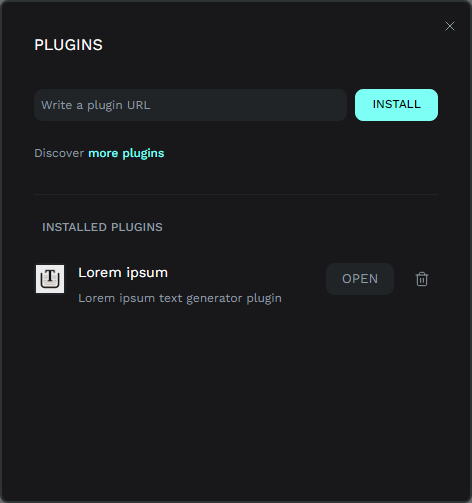 PLUGINS
Write a plugin URL
INSTALL
Discover more plugins
INSTALLED PLUGINS
T
Lorem ipsum
OPEN
Lorem ipsum text generator plugin